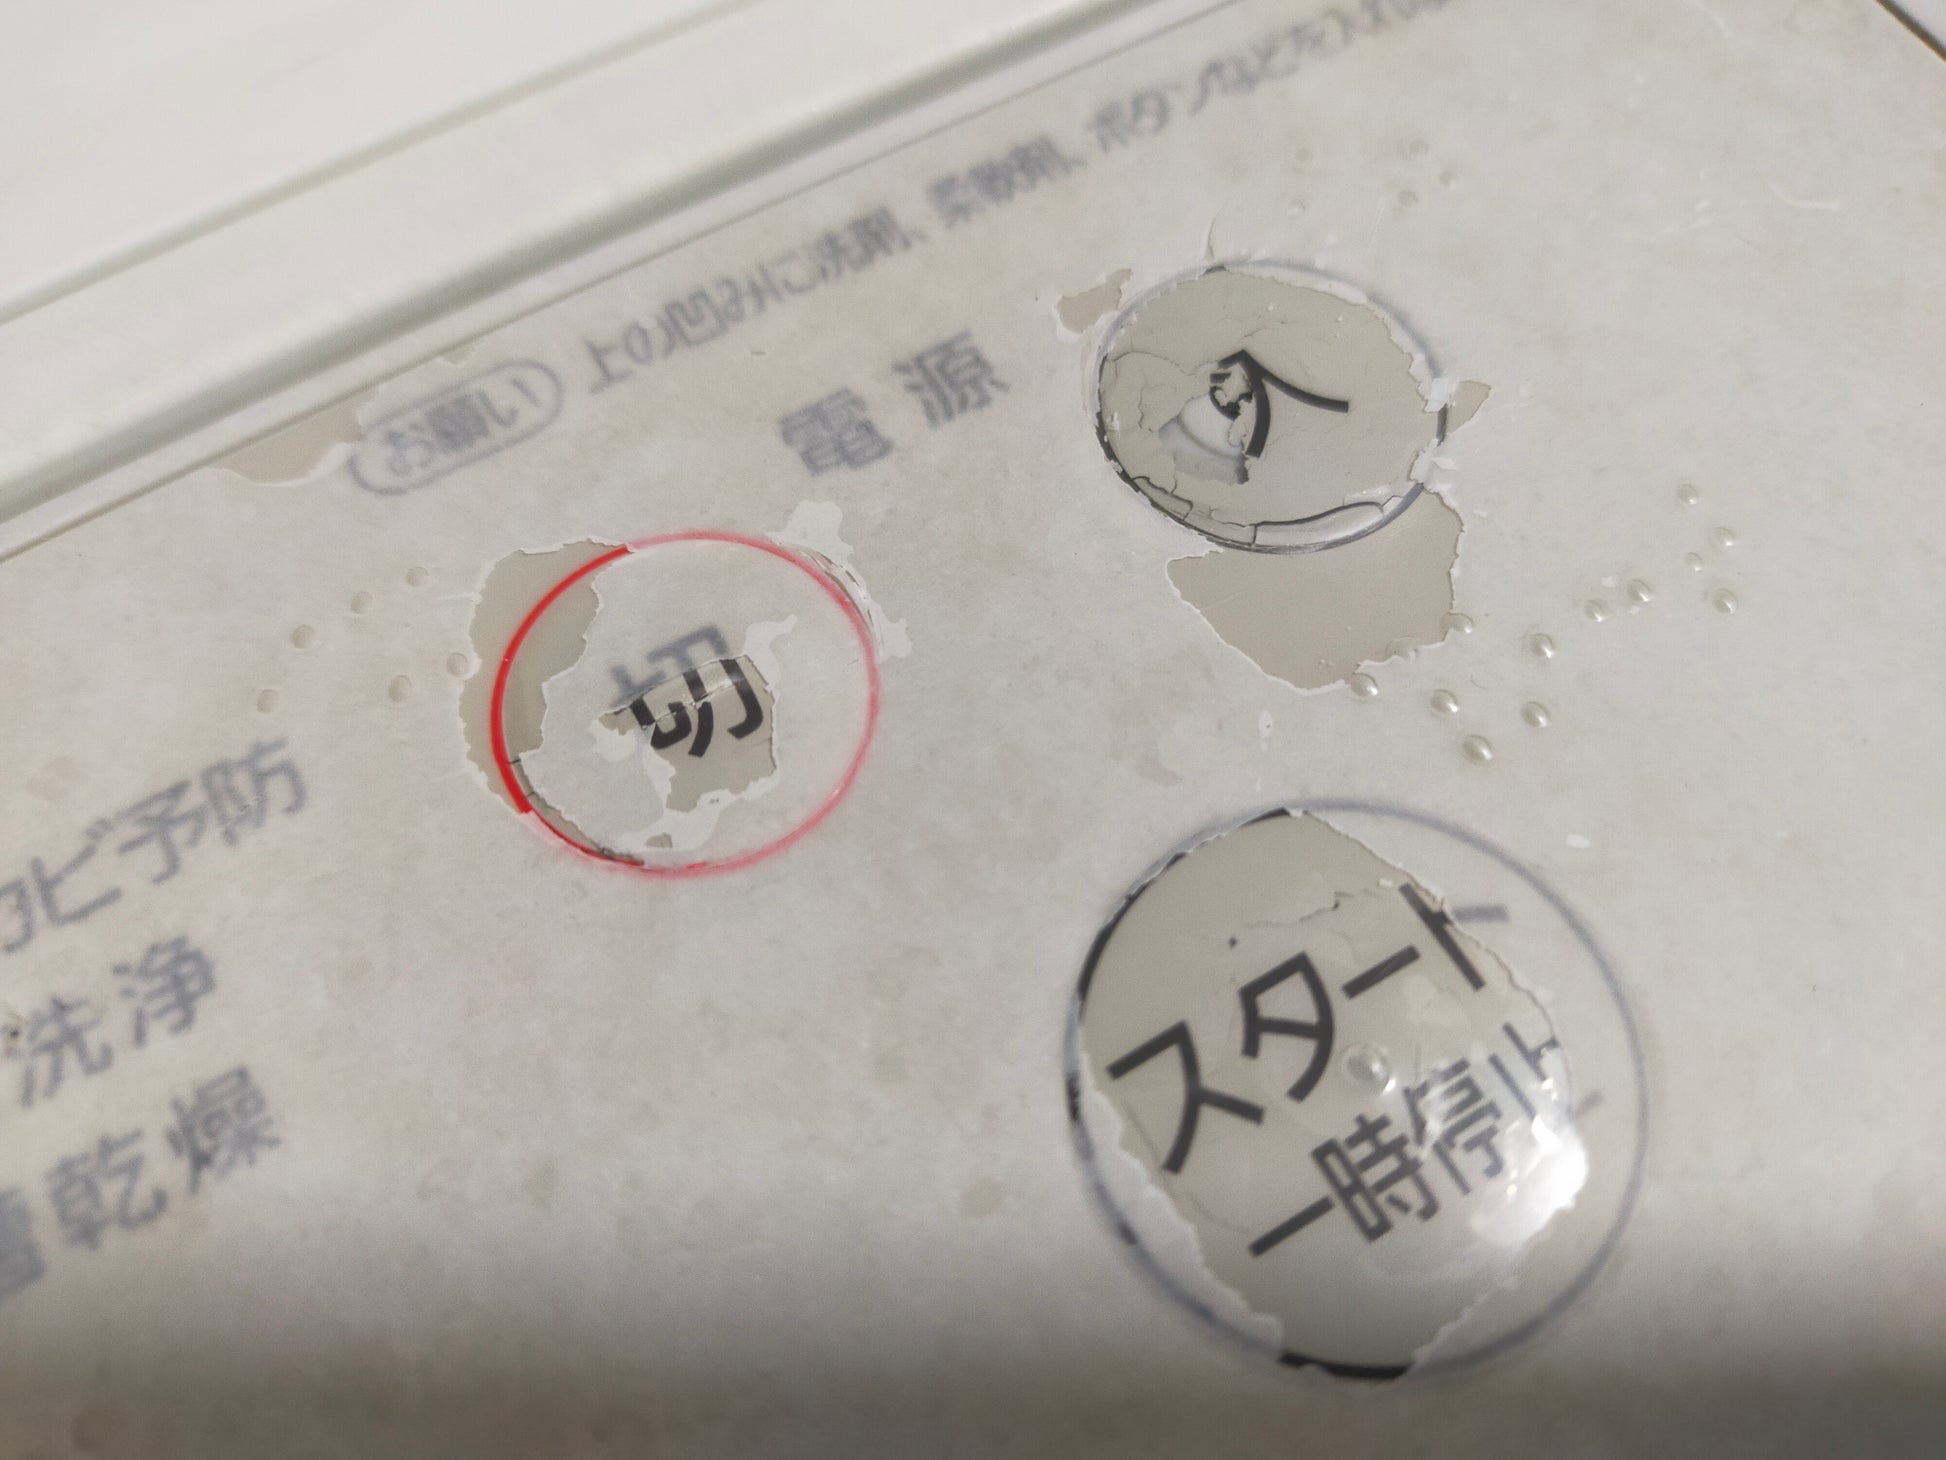 お願い 上の凹みに洗剤、柔軟剤、ボタンなどを入れ
電源
入
切
カビ予防
洗浄
乾燥
スタート
一時停止